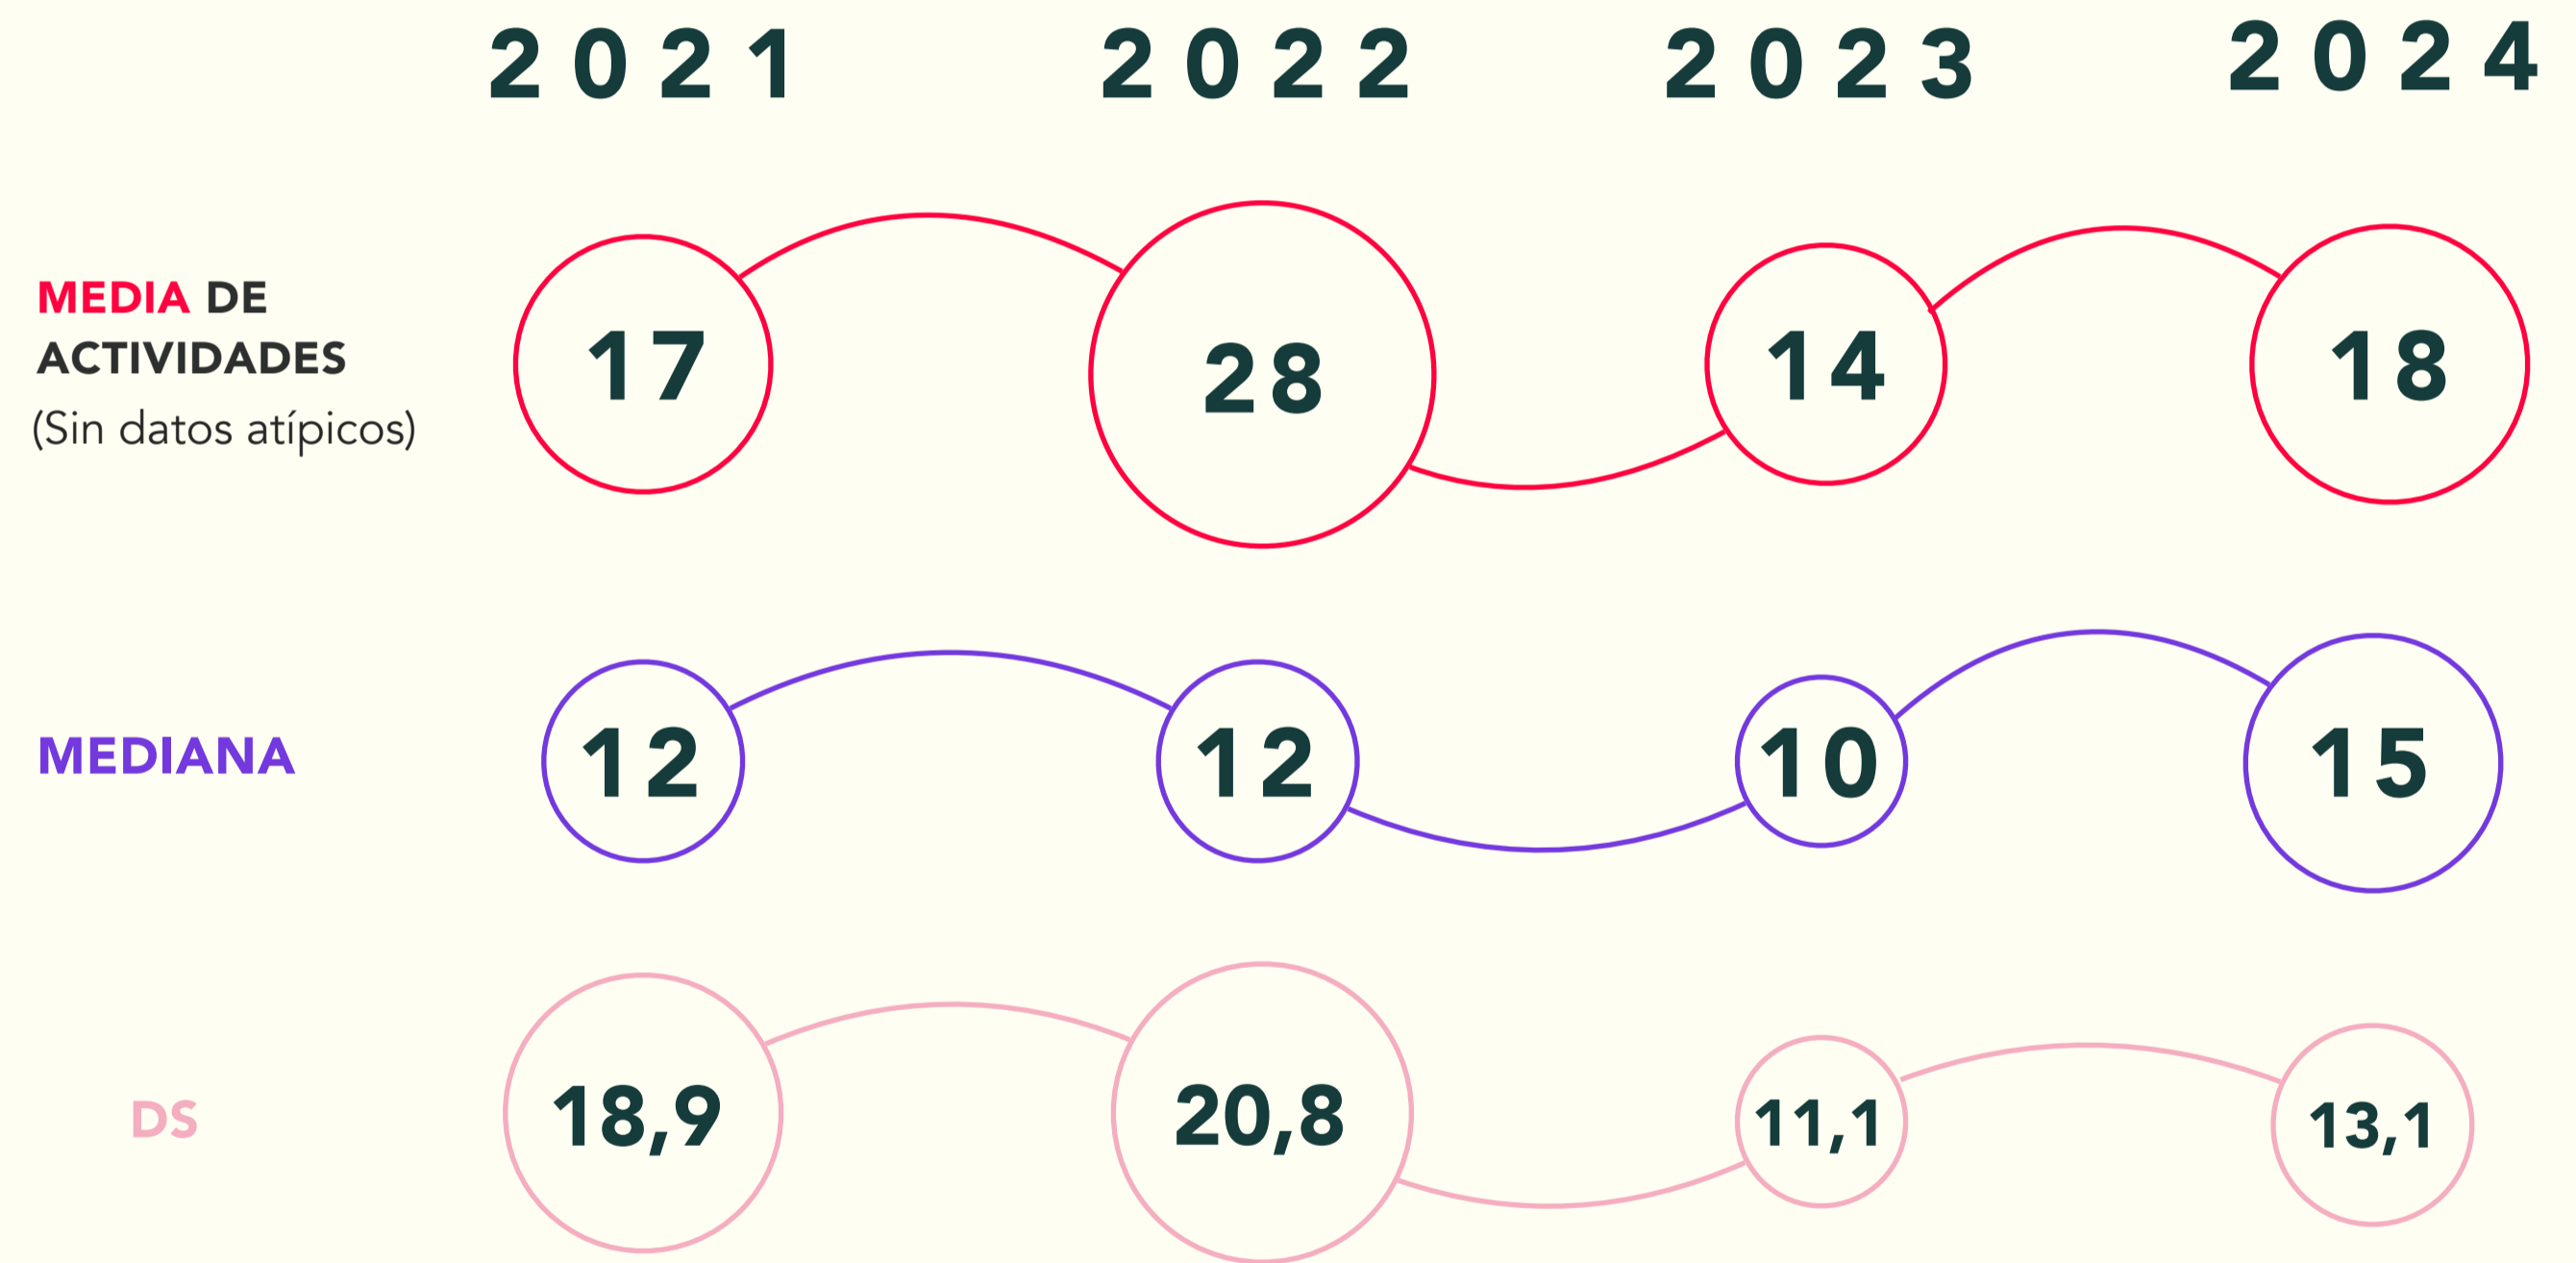 2021 2022 2023 2024
MEDIA DE
ACTIVIDADES
(Sin datos atípicos)
17 28 14 18
MEDIANA 12 12 10 15
DS 18,9 20,8 11,1 13,1